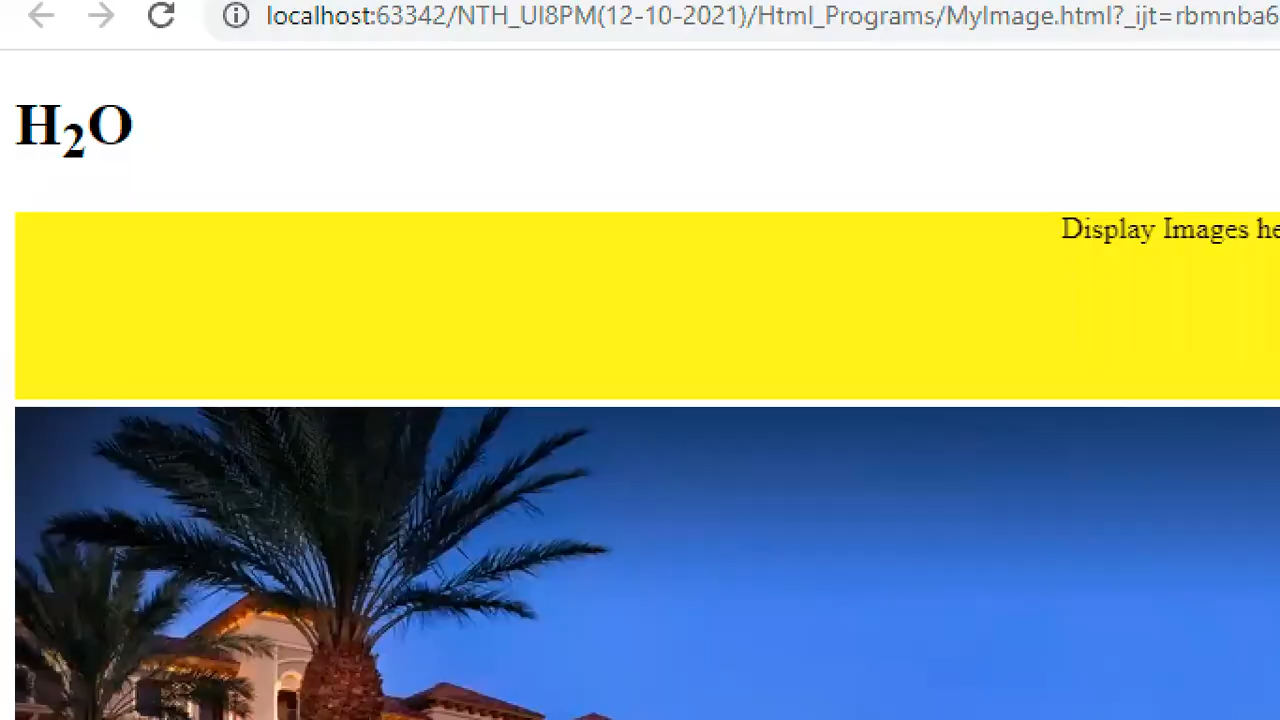 localhost:63342/NTH_UI8PM(12-10-2021)/Html_Programs/MyImage.html?_ijt=rbmnba6
H₂O
Display Images he